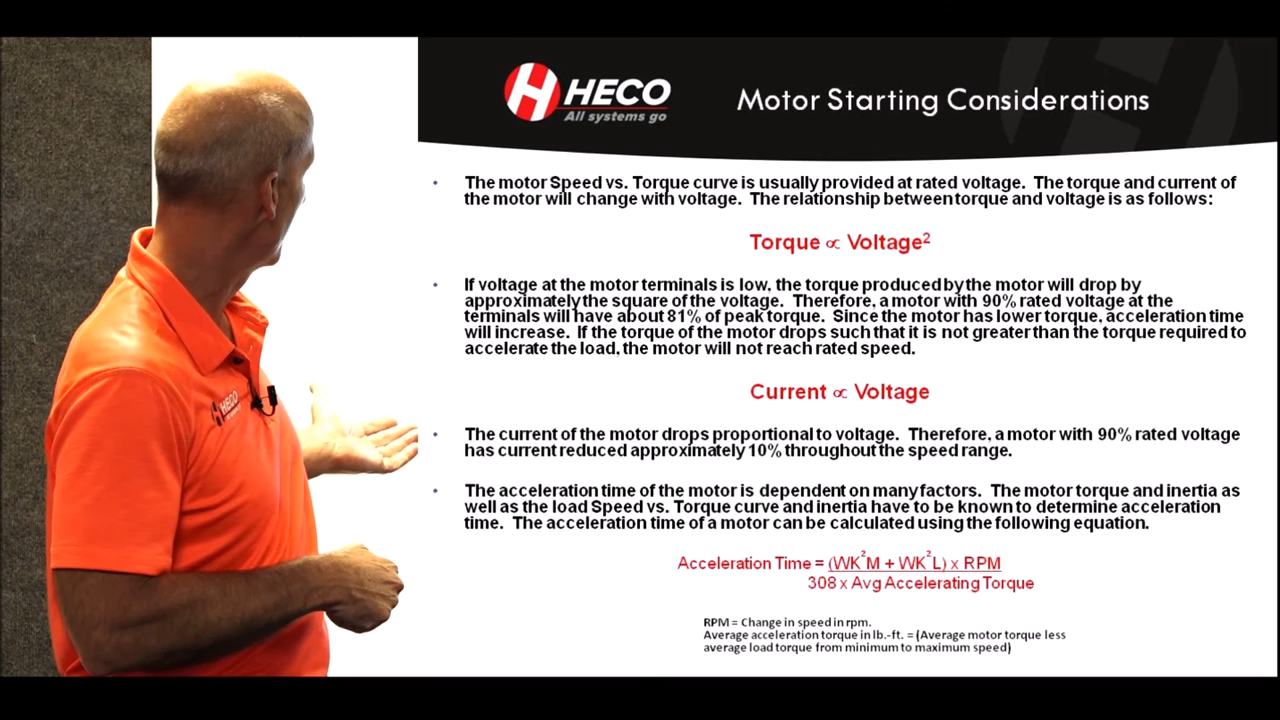 HECO
All systems go
Motor Starting Considerations
• The motor Speed vs. Torque curve is usually provided at rated voltage. The torque and current of
the motor will change with voltage. The relationship between torque and voltage is as follows:
Torque ∝ Voltage²
• If voltage at the motor terminals is low, the torque produced by the motor will drop by
approximately the square of the voltage. Therefore, a motor with 90% rated voltage at the
terminals will have about 81% of peak torque. Since the motor has lower torque, acceleration time
will increase. If the torque of the motor drops such that it is not greater than the torque required to
accelerate the load, the motor will not reach rated speed.
Current ∝ Voltage
• The current of the motor drops proportional to voltage. Therefore, a motor with 90% rated voltage
has current reduced approximately 10% throughout the speed range.
• The acceleration time of the motor is dependent on many factors. The motor torque and inertia as
well as the load Speed vs. Torque curve and inertia have to be known to determine acceleration
time. The acceleration time of a motor can be calculated using the following equation.
Acceleration Time = (WK²M + WK²L) x RPM
308 x Avg Accelerating Torque
RPM = Change in speed in rpm.
Average acceleration torque in lb.-ft. = (Average motor torque less
average load torque from minimum to maximum speed)
HECO